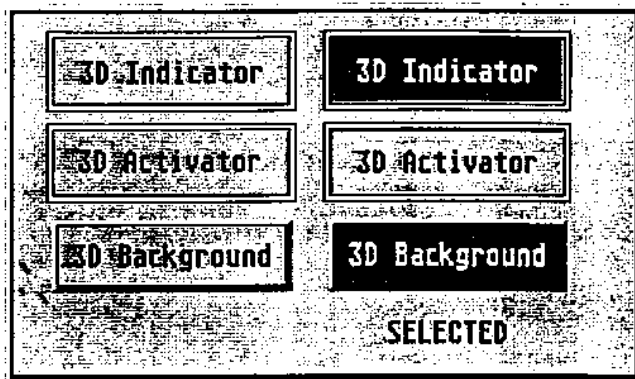 3D Indicator 3D Indicator
3D Activator 3D Activator
3D Background 3D Background
SELECTED